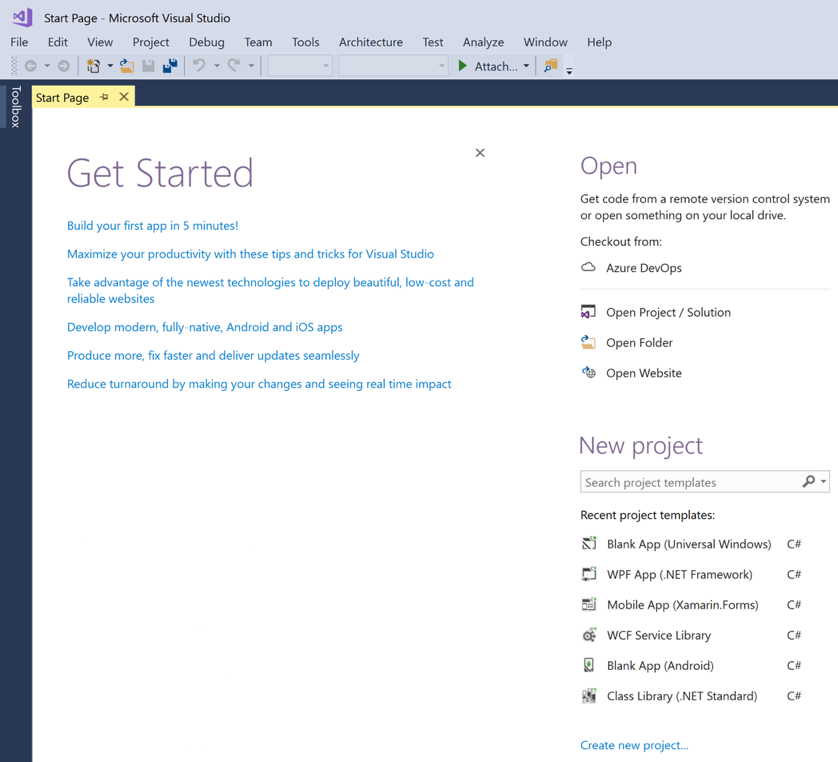 Start Page - Microsoft Visual Studio
File Edit View Project Debug Team Tools Architecture Test Analyze Window Help
Attach...
Toolbox
Start Page
Get Started
Build your first app in 5 minutes!
Maximize your productivity with these tips and tricks for Visual Studio
Take advantage of the newest technologies to deploy beautiful, low-cost and
reliable websites
Develop modern, fully-native, Android and iOS apps
Produce more, fix faster and deliver updates seamlessly
Reduce turnaround by making your changes and seeing real time impact
Open
Get code from a remote version control system
or open something on your local drive.
Checkout from:
Azure DevOps
Open Project / Solution
Open Folder
Open Website
New project
Search project templates
Recent project templates:
Blank App (Universal Windows) C#
WPF App (.NET Framework) C#
Mobile App (Xamarin.Forms) C#
WCF Service Library C#
Blank App (Android) C#
Class Library (.NET Standard) C#
Create new project...